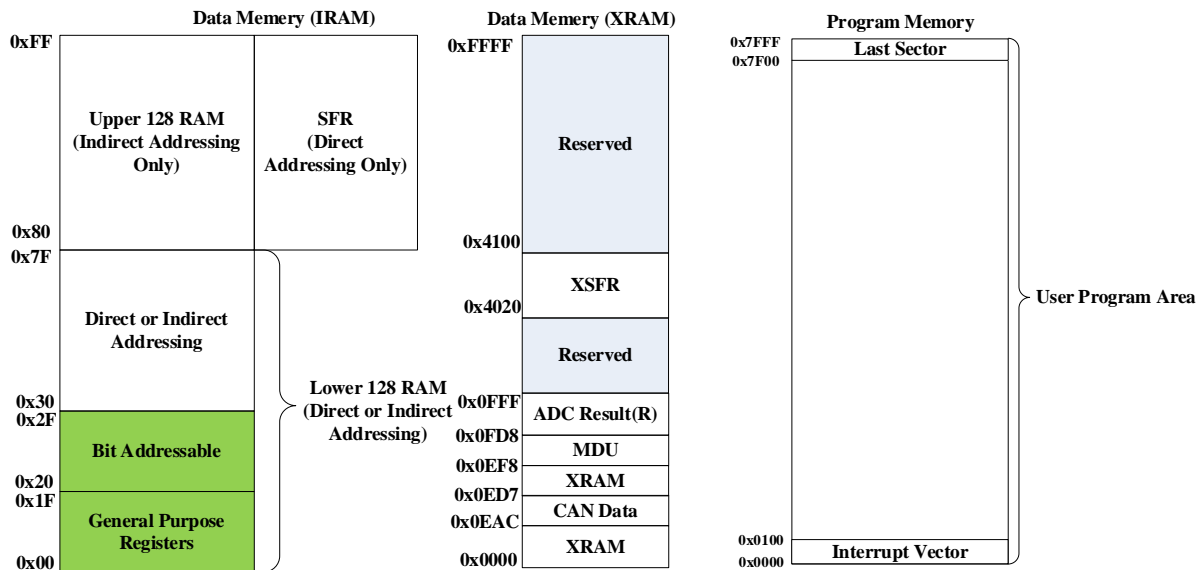 Data Memery (IRAM)
0xFF
Upper 128 RAM
(Indirect Addressing
Only)
SFR
(Direct
Addressing Only)
0x80
0x7F
Direct or Indirect
Addressing
0x30
0x2F
Bit Addressable
0x20
0x1F
General Purpose
Registers
0x00
Lower 128 RAM
(Direct or Indirect
Addressing)
Data Memery (XRAM)
0xFFFF
Reserved
0x4100
XSFR
0x4020
Reserved
0x0FFF
ADC Result(R)
0x0FD8
MDU
0x0EF8
XRAM
0x0ED7
CAN Data
0x0EAC
XRAM
0x0000
Program Memory
0x7FFF
Last Sector
0x7F00
User Program Area
0x0100
Interrupt Vector
0x0000